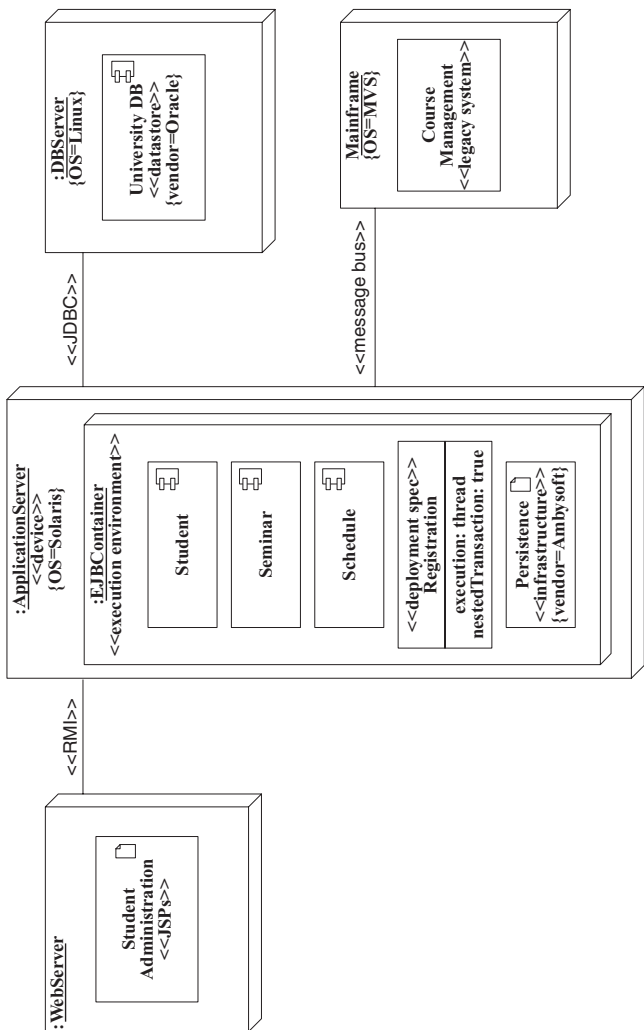 :WebServer
Student
Administration
<<JSPs>>
<<RMI>>
:ApplicationServer
<<device>>
{OS=Solaris}
:EJBContainer
<<execution environment>>
Student
Seminar
Schedule
<<deployment spec>>
Registration
execution: thread
nestedTransaction: true
Persistence
<<infrastructure>>
{vendor=Ambysoft}
<<JDBC>>
:DBServer
{OS=Linux}
University DB
<<datastore>>
{vendor=Oracle}
<<message bus>>
Mainframe
{OS=MVS}
Course
Management
<<legacy system>>